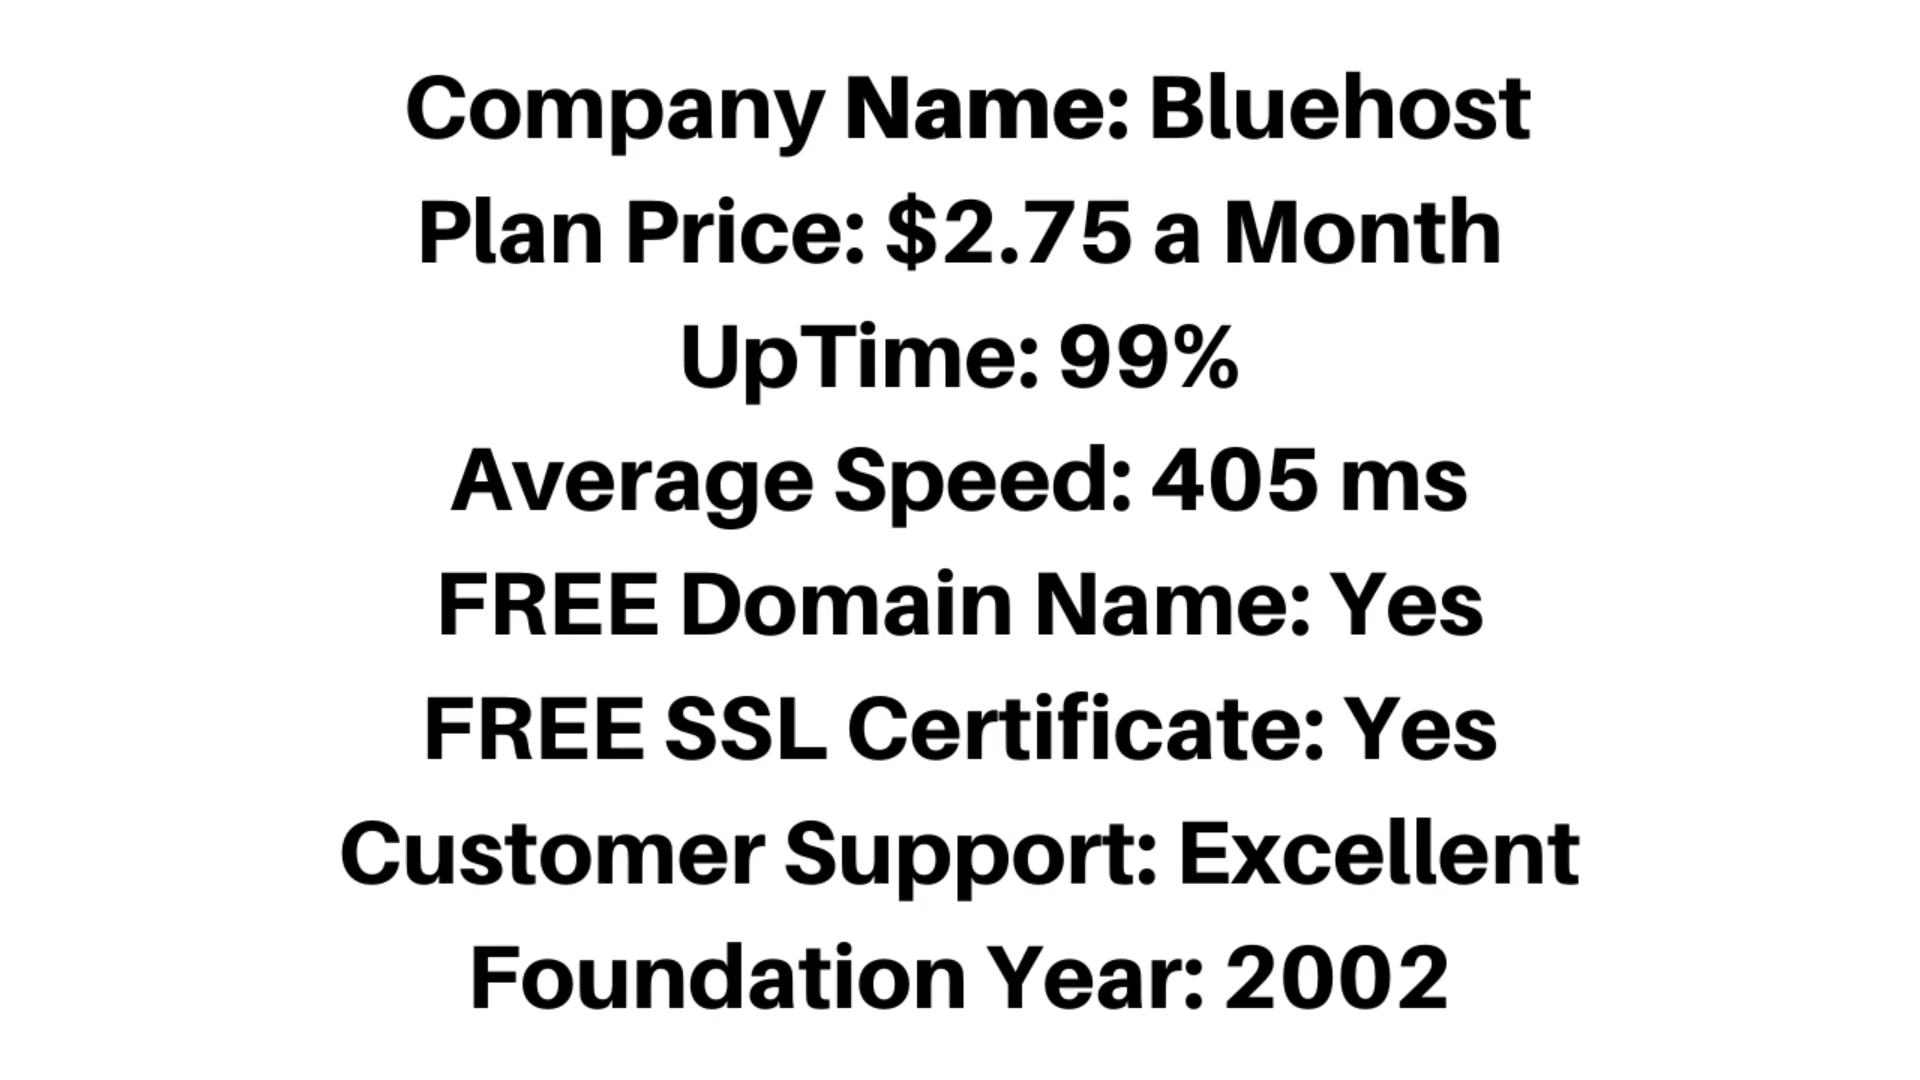 Company Name: Bluehost
Plan Price: $2.75 a Month
UpTime: 99%
Average Speed: 405 ms
FREE Domain Name: Yes
FREE SSL Certificate: Yes
Customer Support: Excellent
Foundation Year: 2002